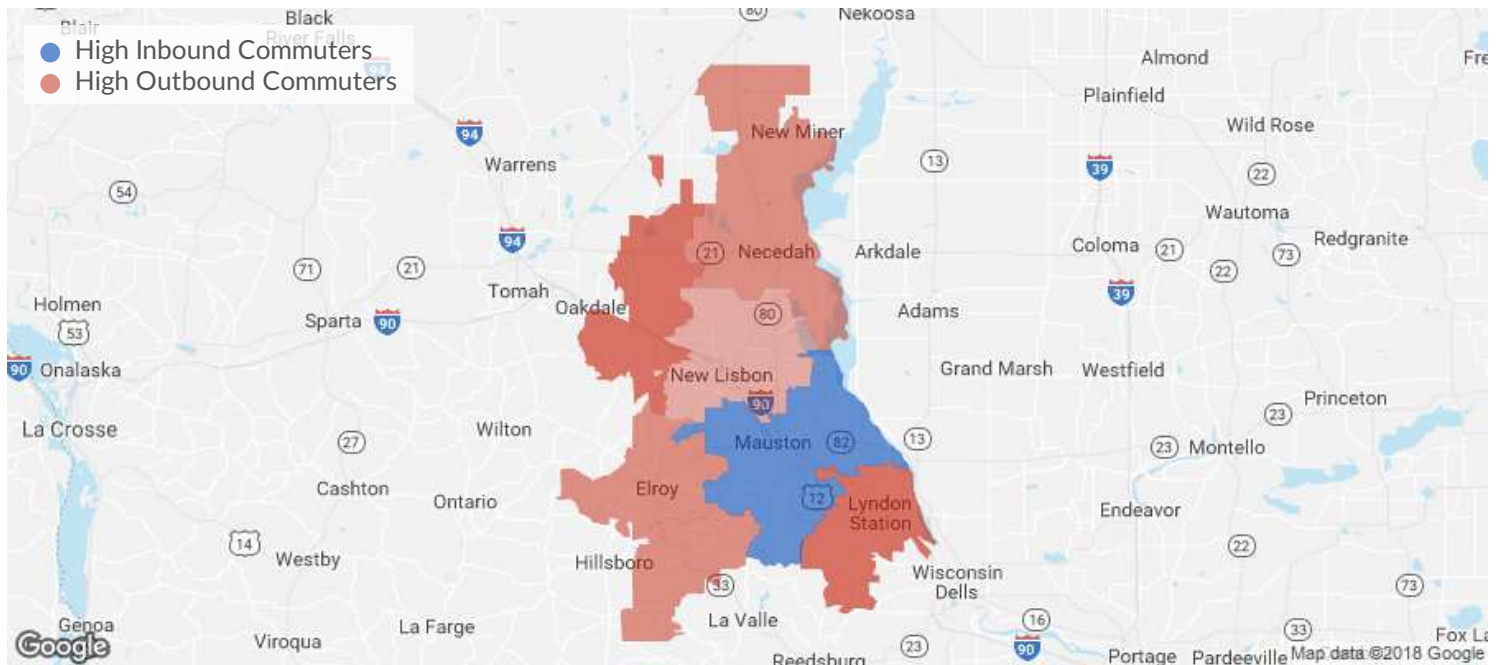 80
Nekoosa
Blair
Black
River Falls
High Inbound Commuters
High Outbound Commuters
94
Almond
Plainfield
Wild Rose
New Miner
94
Warrens
13
39
22
54
Wautoma
94
71
21
21
Necedah
Arkdale
Coloma
21
22
73
Redgranite
Tomah
Oakdale
39
Holmen
53
Sparta
90
80
Adams
90
Onalaska
New Lisbon
Grand Marsh
Westfield
90
Princeton
23
La Crosse
27
Wilton
Mauston
82
13
23
Montello
Cashton
Ontario
Elroy
12
Lyndon
Station
Endeavor
14
Westby
Hillsboro
33
Wisconsin
Dells
22
73
Genoa
Viroqua
La Farge
La Valle
16
33
Fox La
Google
Reedsburg
23
90
Portage
Pardeeville
Map data ©2018 Google